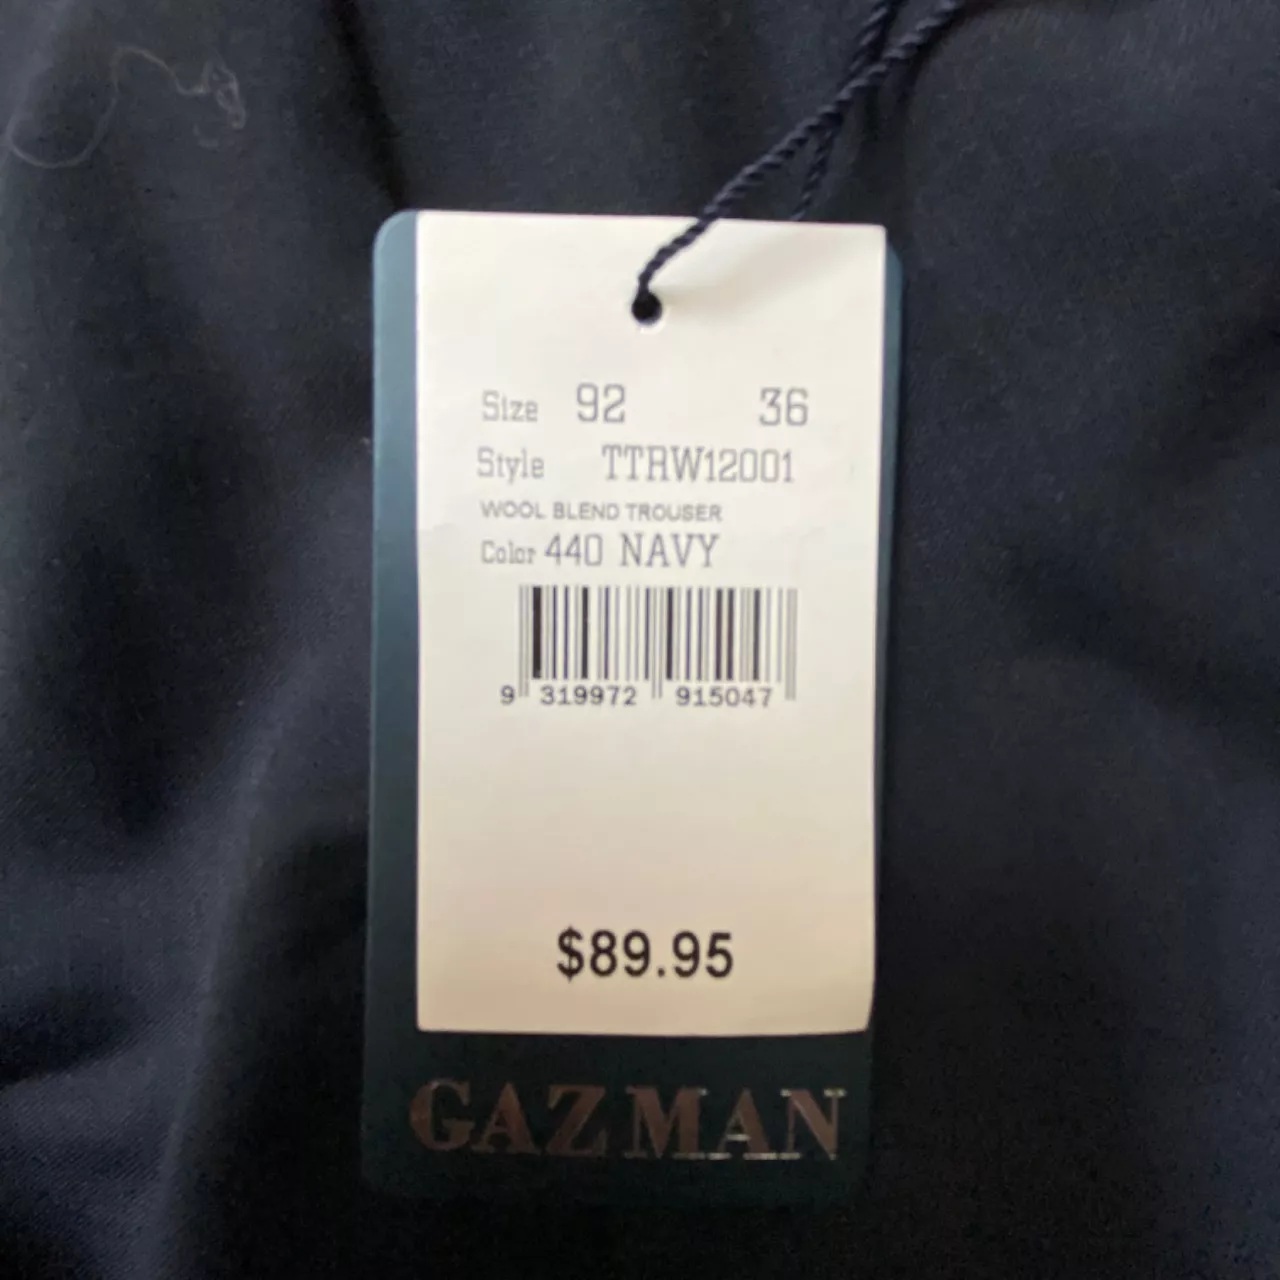 Size 92 36
Style TTRW12001
WOOL BLEND TROUSER
Color 440 NAVY
9 319972 915047
$89.95
GAZMAN